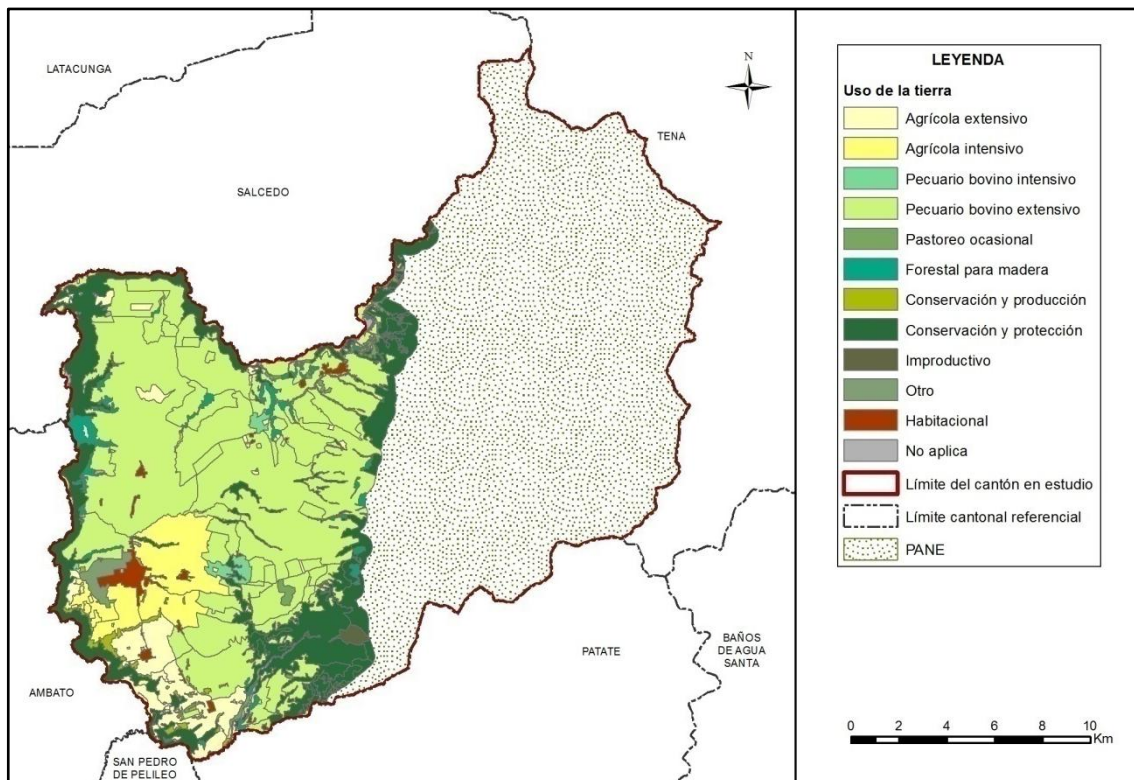 LATACUNGA
N
TENA
SALCEDO
AMBATO
PATATE
BAÑOS
DE AGUA
SANTA
SAN PEDRO
DE PELILEO
LEYENDA
Uso de la tierra
Agrícola extensivo
Agrícola intensivo
Pecuario bovino intensivo
Pecuario bovino extensivo
Pastoreo ocasional
Forestal para madera
Conservación y producción
Conservación y protección
Improductivo
Otro
Habitacional
No aplica
Límite del cantón en estudio
Límite cantonal referencial
PANE
0 2 4 6 8 10
Km